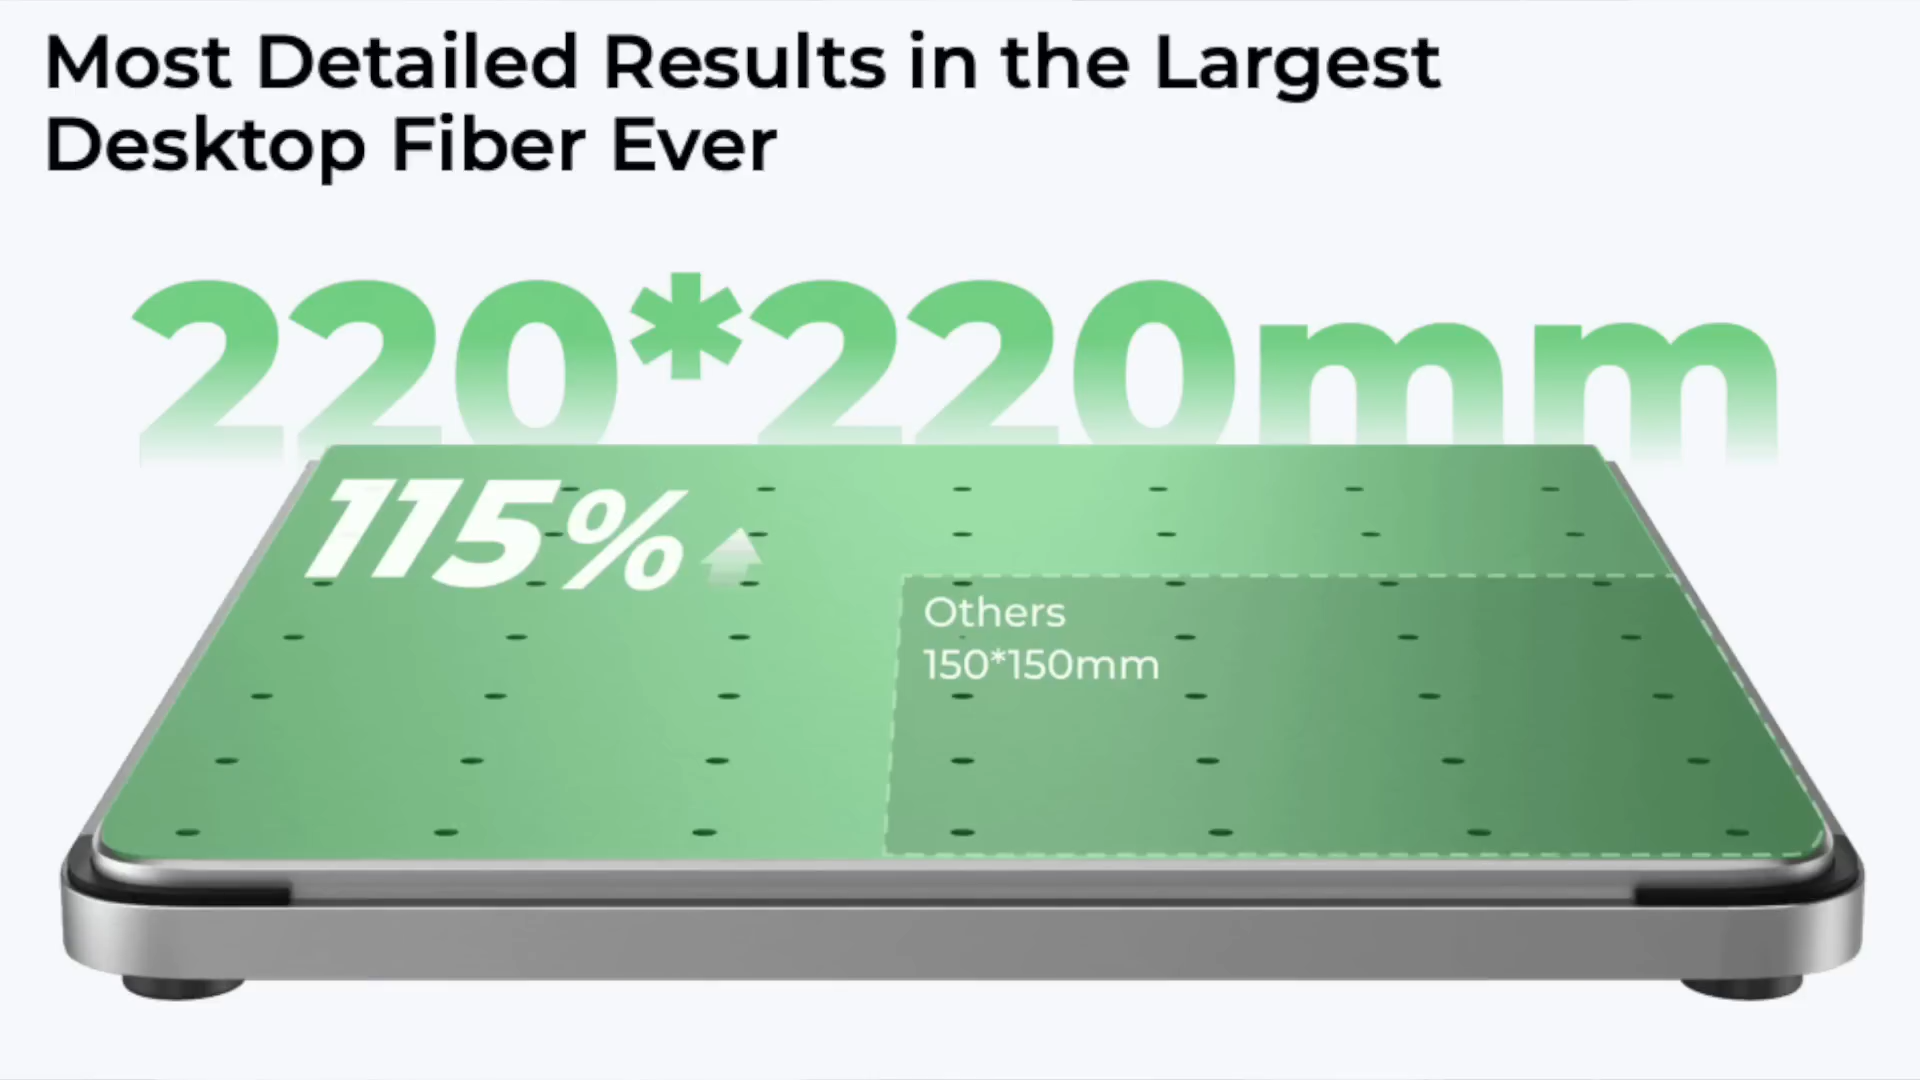 Most Detailed Results in the Largest
Desktop Fiber Ever
220*220mm
115%
Others
150*150mm